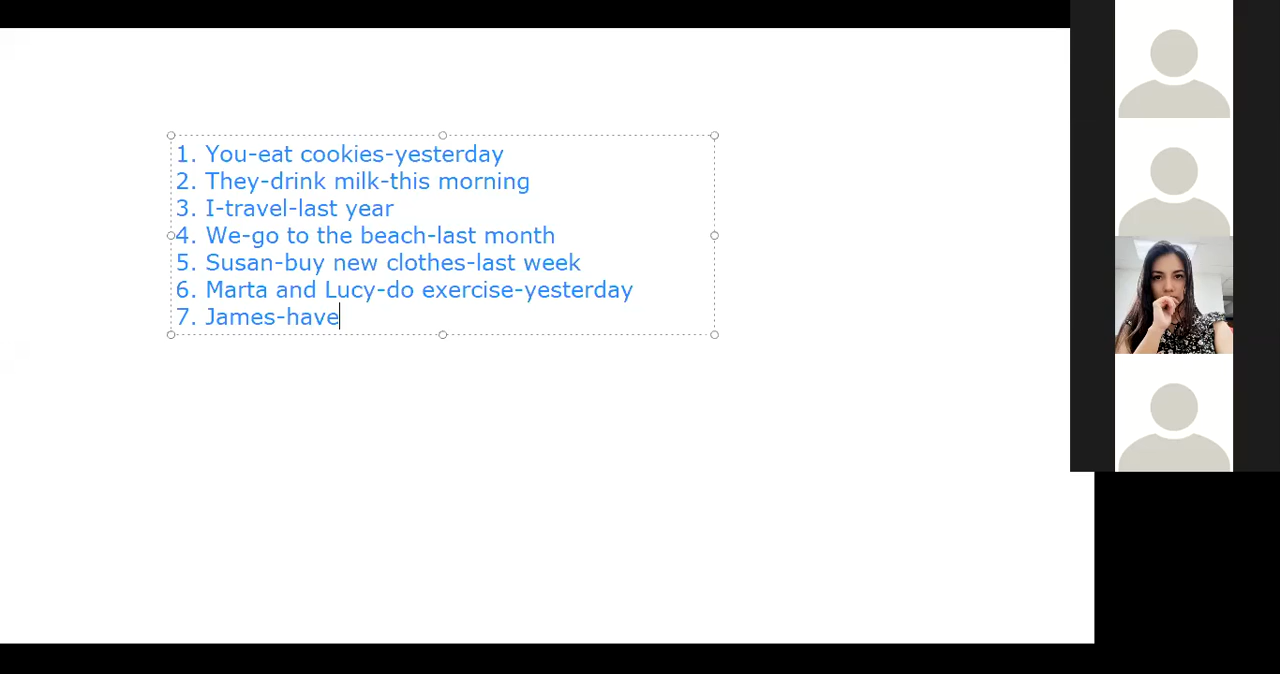 1. You-eat cookies-yesterday
2. They-drink milk-this morning
3. I-travel-last year
4. We-go to the beach-last month
5. Susan-buy new clothes-last week
6. Marta and Lucy-do exercise-yesterday
7. James-have